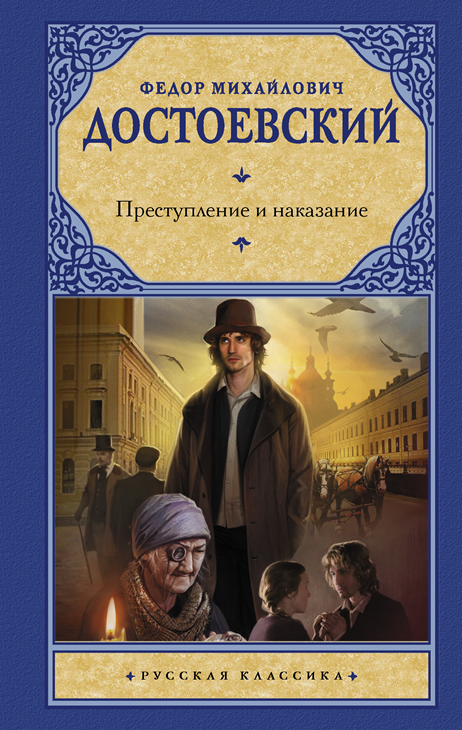 ФЕДОР МИХАЙЛОВИЧ
ДОСТОЕВСКИЙ
Преступление и наказание
РУССКАЯ КЛАССИКА